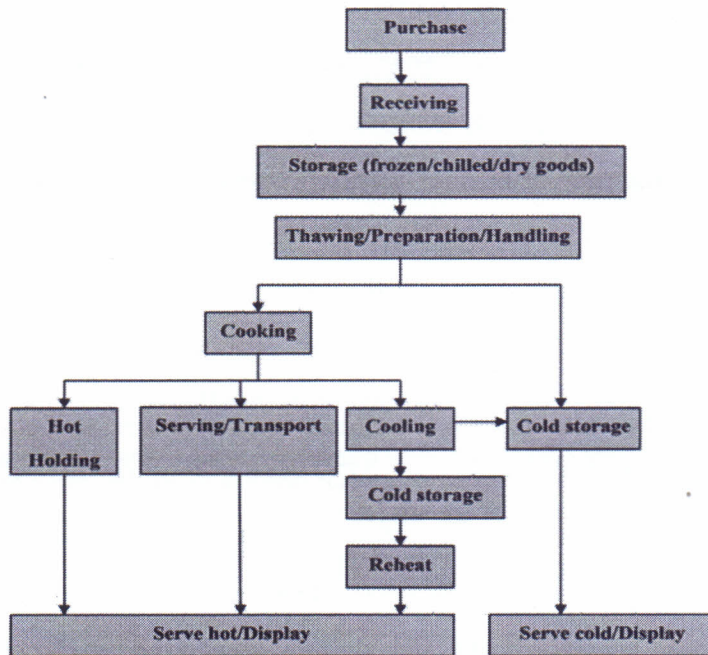 Purchase
Receiving
Storage (frozen/chilled/dry goods)
Thawing/Preparation/Handling
Cooking
Hot
Holding
Serving/Transport
Cooling
Cold storage
Cold storage
Reheat
Serve hot/Display
Serve cold/Display